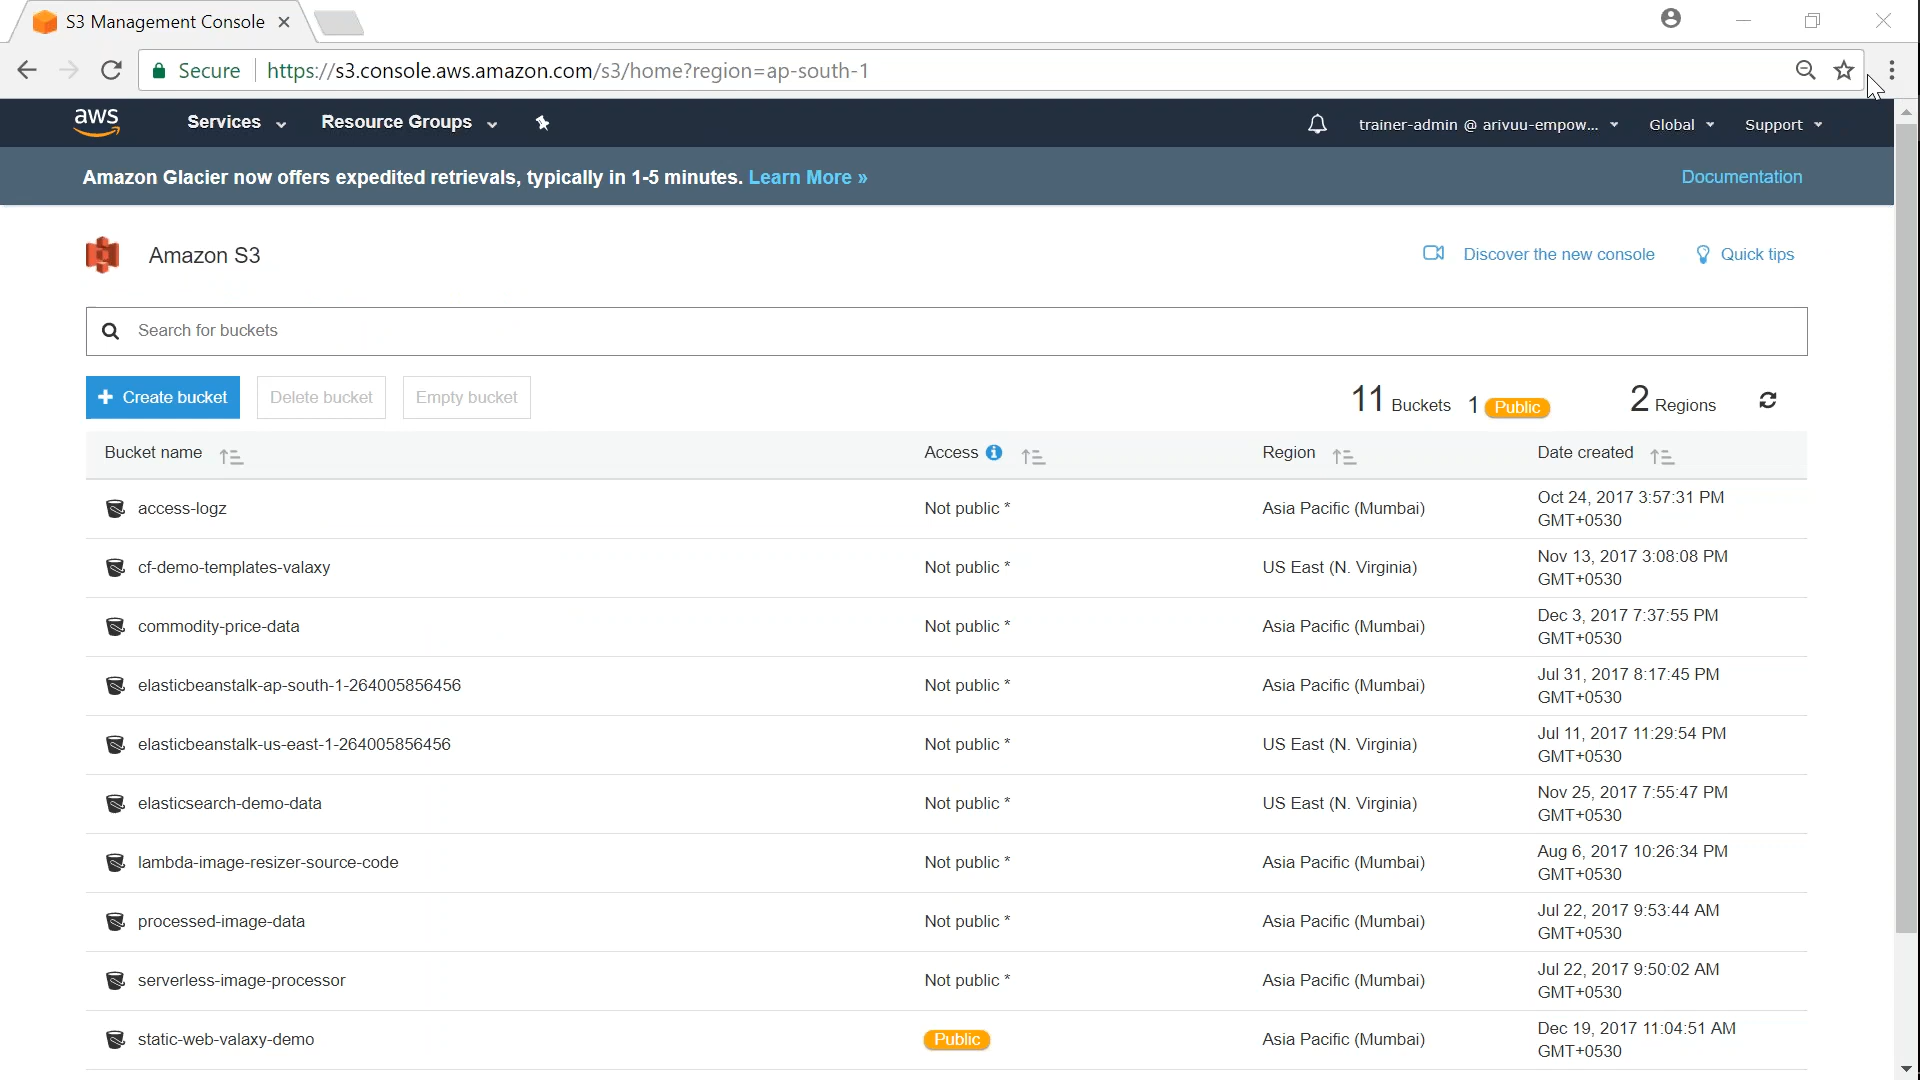 S3 Management Console
Secure https://s3.console.aws.amazon.com/s3/home?region=ap-south-1
aws Services Resource Groups trainer-admin @ arivuu-empow... Global Support
Amazon Glacier now offers expedited retrievals, typically in 1-5 minutes. Learn More » Documentation
Amazon S3 Discover the new console Quick tips
Search for buckets
+ Create bucket Delete bucket Empty bucket 11 Buckets 1 Public 2 Regions
Bucket name Access Region Date created
access-logz Not public * Asia Pacific (Mumbai) Oct 24, 2017 3:57:31 PM
GMT+0530
cf-demo-templates-valaxy Not public * US East (N. Virginia) Nov 13, 2017 3:08:08 PM
GMT+0530
commodity-price-data Not public * Asia Pacific (Mumbai) Dec 3, 2017 7:37:55 PM
GMT+0530
elasticbeanstalk-ap-south-1-264005856456 Not public * Asia Pacific (Mumbai) Jul 31, 2017 8:17:45 PM
GMT+0530
elasticbeanstalk-us-east-1-264005856456 Not public * US East (N. Virginia) Jul 11, 2017 11:29:54 PM
GMT+0530
elasticsearch-demo-data Not public * US East (N. Virginia) Nov 25, 2017 7:55:47 PM
GMT+0530
lambda-image-resizer-source-code Not public * Asia Pacific (Mumbai) Aug 6, 2017 10:26:34 PM
GMT+0530
processed-image-data Not public * Asia Pacific (Mumbai) Jul 22, 2017 9:53:44 AM
GMT+0530
serverless-image-processor Not public * Asia Pacific (Mumbai) Jul 22, 2017 9:50:02 AM
GMT+0530
static-web-valaxy-demo Public Asia Pacific (Mumbai) Dec 19, 2017 11:04:51 AM
GMT+0530